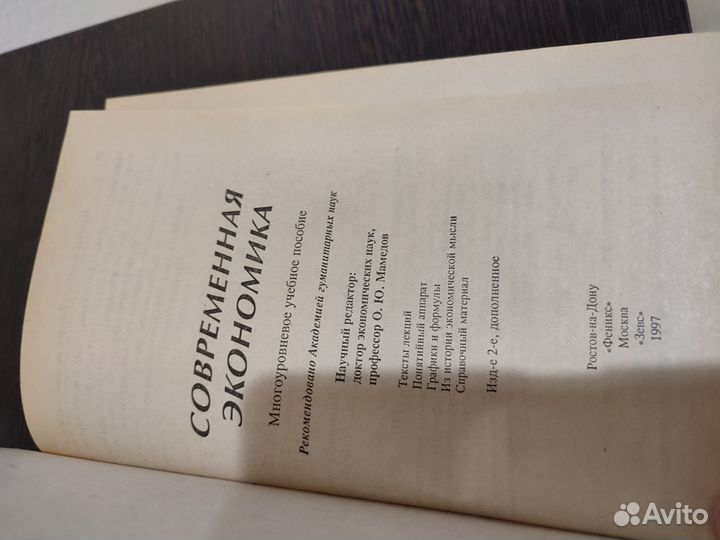 СОВРЕМЕННАЯ
ЭКОНОМИКА
Многоуровневое учебное пособие
Рекомендовано Академией гуманитарных наук
Научный редактор:
доктор экономических наук,
профессор О. Ю. Мамедов
Тексты лекций
Понятийный аппарат
Графики и формулы
Из истории экономической мысли
Справочный материал
Изд-е 2-е, дополненное
Ростов-на-Дону
«Феникс»
Москва
«Зевс»
1997
Avito